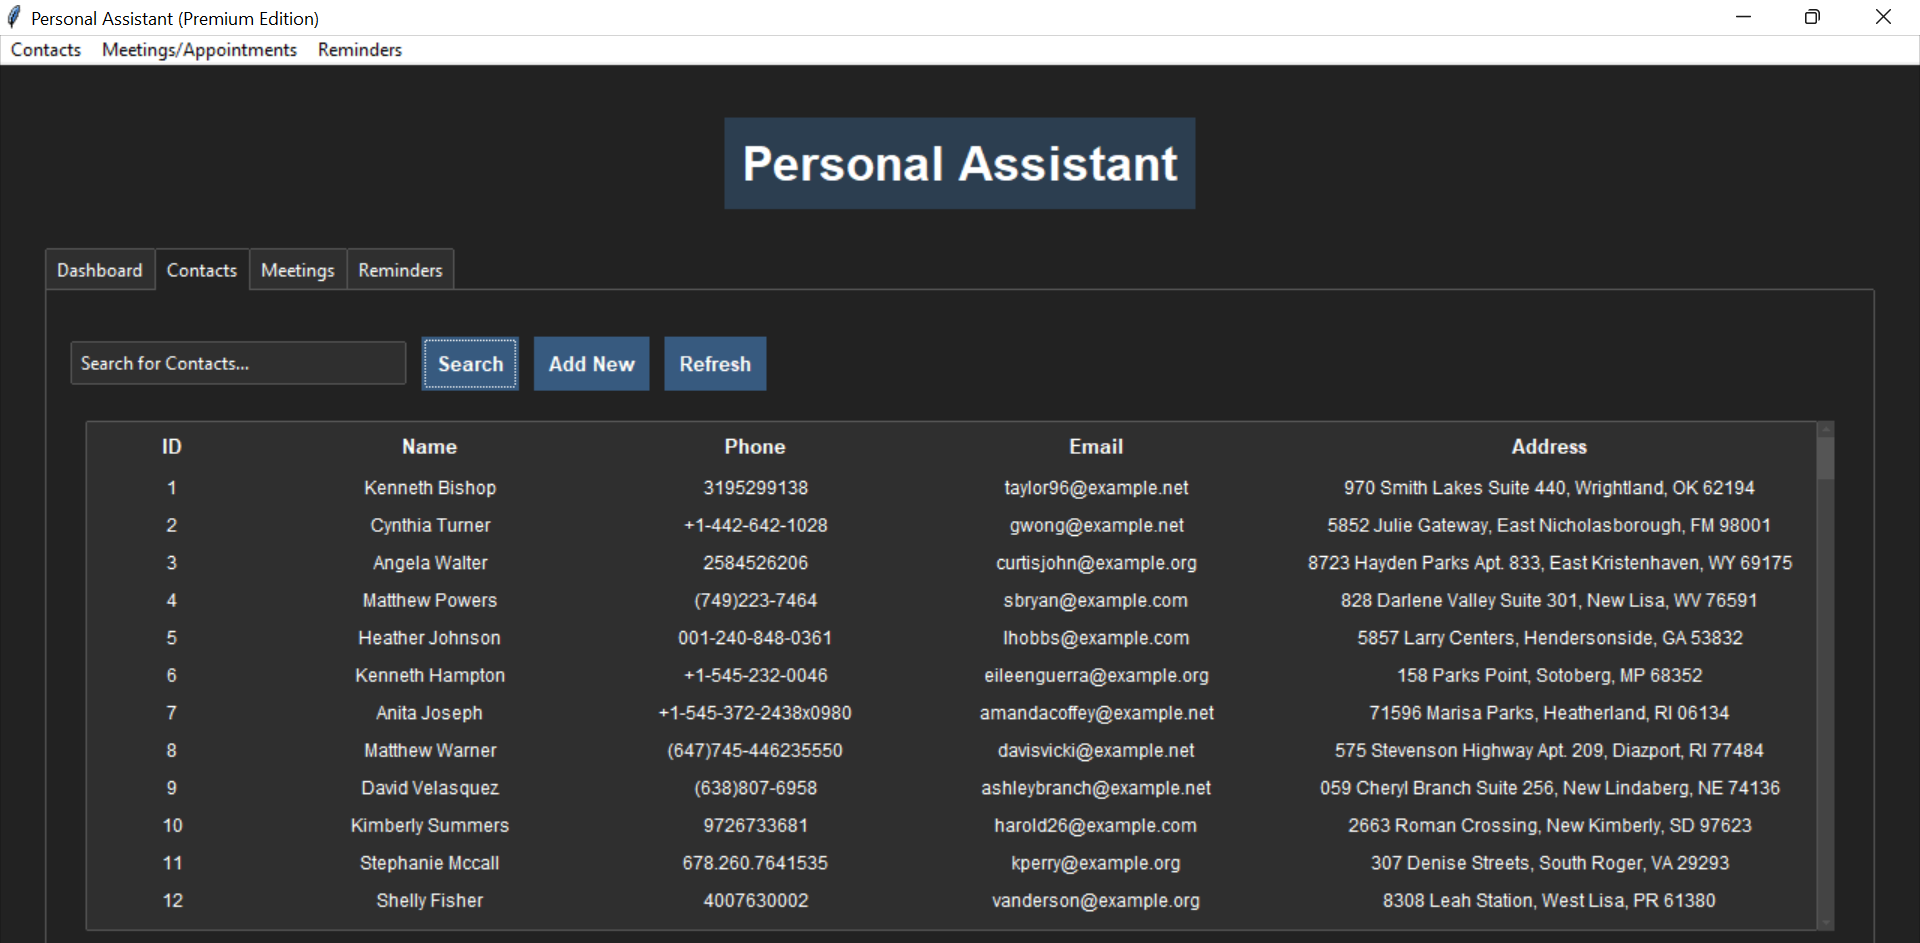 Personal Assistant (Premium Edition)
Contacts Meetings/Appointments Reminders
Personal Assistant
Dashboard Contacts Meetings Reminders
Search for Contacts... Search Add New Refresh
ID Name Phone Email Address
1 Kenneth Bishop 3195299138 taylor96@example.net 970 Smith Lakes Suite 440, Wrightland, OK 62194
2 Cynthia Turner +1-442-642-1028 gwong@example.net 5852 Julie Gateway, East Nicholasborough, FM 98001
3 Angela Walter 2584526206 curtisjohn@example.org 8723 Hayden Parks Apt. 833, East Kristenhaven, WY 69175
4 Matthew Powers (749)223-7464 sbryan@example.com 828 Darlene Valley Suite 301, New Lisa, WV 76591
5 Heather Johnson 001-240-848-0361 lhobbs@example.com 5857 Larry Centers, Hendersonside, GA 53832
6 Kenneth Hampton +1-545-232-0046 eileenguerra@example.org 158 Parks Point, Sotoberg, MP 68352
7 Anita Joseph +1-545-372-2438x0980 amandacoffey@example.net 71596 Marisa Parks, Heatherland, RI 06134
8 Matthew Warner (647)745-446235550 davisvicki@example.net 575 Stevenson Highway Apt. 209, Diazport, RI 77484
9 David Velasquez (638)807-6958 ashleybranch@example.net 059 Cheryl Branch Suite 256, New Lindaberg, NE 74136
10 Kimberly Summers 9726733681 harold26@example.com 2663 Roman Crossing, New Kimberly, SD 97623
11 Stephanie Mccall 678.260.7641535 kperry@example.org 307 Denise Streets, South Roger, VA 29293
12 Shelly Fisher 4007630002 vanderson@example.org 8308 Leah Station, West Lisa, PR 61380